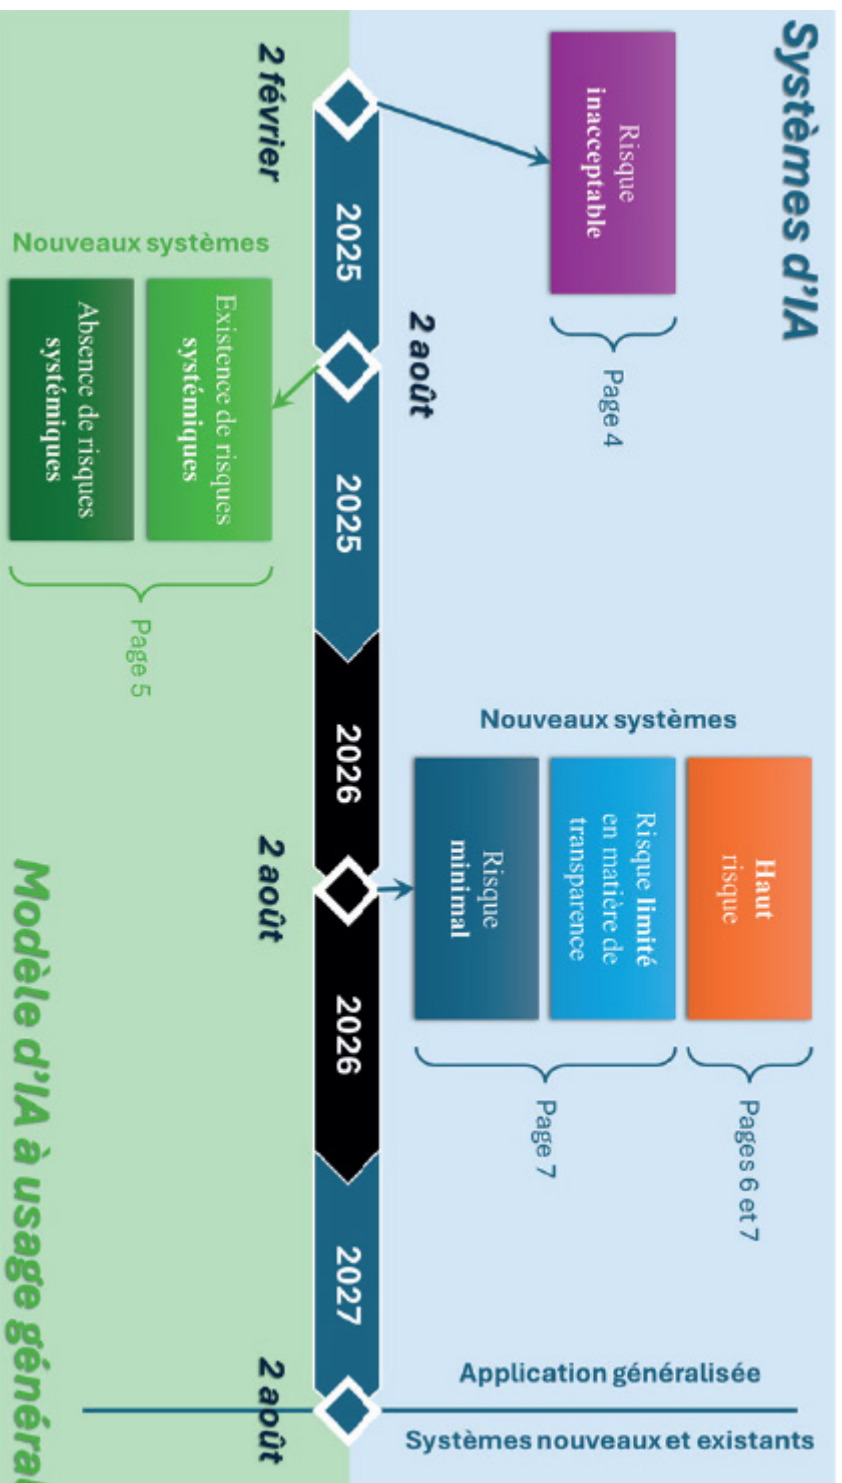 Systèmes d'IA
Risque
inacceptable
Page 4
Nouveaux systèmes
Haut
risque
Risque limité
en matière de
transparence
Risque
minimal
Pages 6 et 7
Page 7
Application généralisée
Systèmes nouveaux et existants
2 août
2025
2025
2026
2026
2027
2 février
2 août
2 août
Nouveaux systèmes
Existence de risques
systémiques
Absence de risques
systémiques
Page 5
Modèle d'IA à usage général